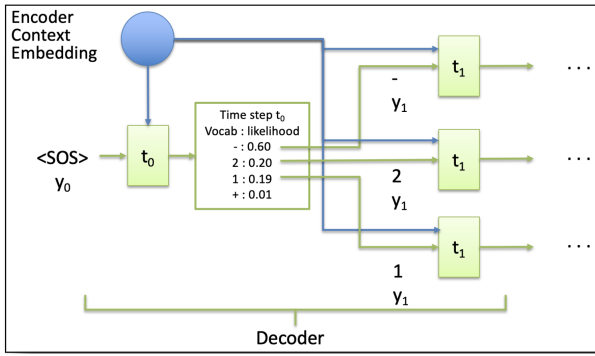 Encoder
Context
Embedding
<SOS>
y₀
t₀
Time step t₀
Vocab : likelihood
- : 0.60
2 : 0.20
1 : 0.19
+ : 0.01
t₁
-
y₁
...
t₁
2
y₁
...
t₁
1
y₁
...
Decoder